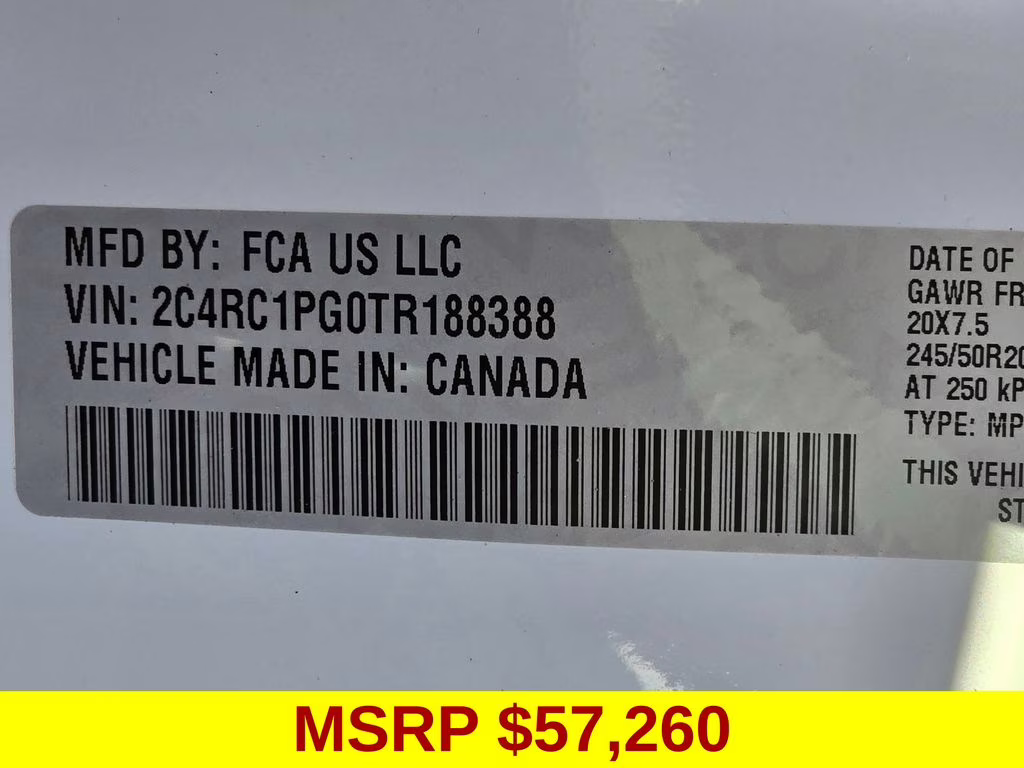 MFD BY: FCA US LLC
VIN: 2C4RC1PG0TR188388
VEHICLE MADE IN: CANADA
DATE OF
GAWR FR
20X7.5
245/50R20
AT 250 kP
TYPE: MP
THIS VEHI
ST
MSRP $57,260